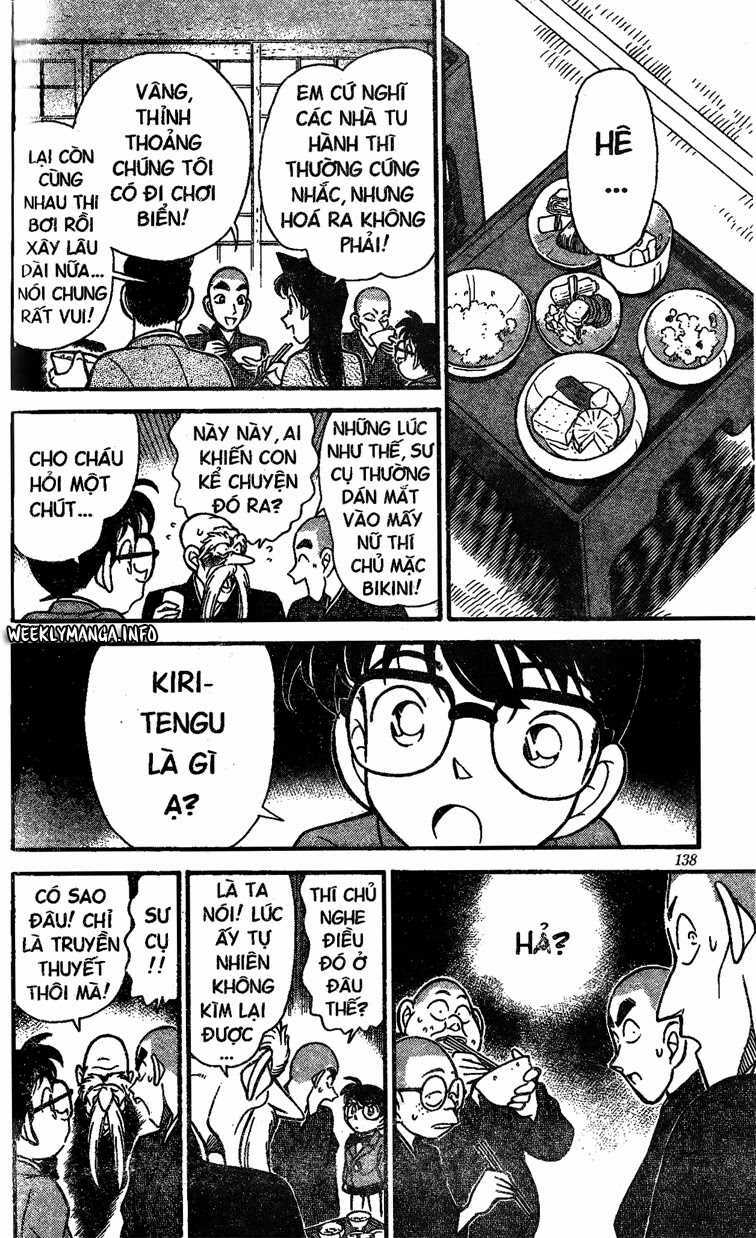 HÊ
...
EM CỨ NGHĨ
CÁC NHÀ TU
HÀNH THÌ
THƯỜNG CỨNG
NHẮC, NHƯNG
HOÁ RA KHÔNG
PHẢI!
VÂNG,
THỈNH
THOẢNG
CHÚNG TÔI
CÓ ĐI CHƠI
BIỂN!
LẠI CÒN
CÙNG
NHAU THI
BƠI RỒI
XÂY LÂU
DÀI NỮA...
NÓI CHUNG
RẤT VUI!
NHỮNG LÚC
NHƯ THẾ, SƯ
CỤ THƯỜNG
DÁN MẮT
VÀO MẤY
NỮ THÍ
CHỦ MẶC
BIKINI!
NÀY NÀY, AI
KHIẾN CON
KỂ CHUYỆN
ĐÓ RA?
CHO CHÁU
HỎI MỘT
CHÚT...
WEEKLYMANGA.INFO
KIRI-
TENGU
LÀ GÌ
Ạ?
138
HẢ?
THÍ CHỦ
NGHE
ĐIỀU
ĐÓ Ở
ĐÂU
THẾ?
LÀ TA
NÓI! LÚC
ẤY TỰ
NHIÊN
KHÔNG
KÌM LẠI
ĐƯỢC
...
SƯ
CỤ
!!
CÓ SAO
ĐÂU! CHỈ
LÀ TRUYỀN
THUYẾT
THÔI MÀ!